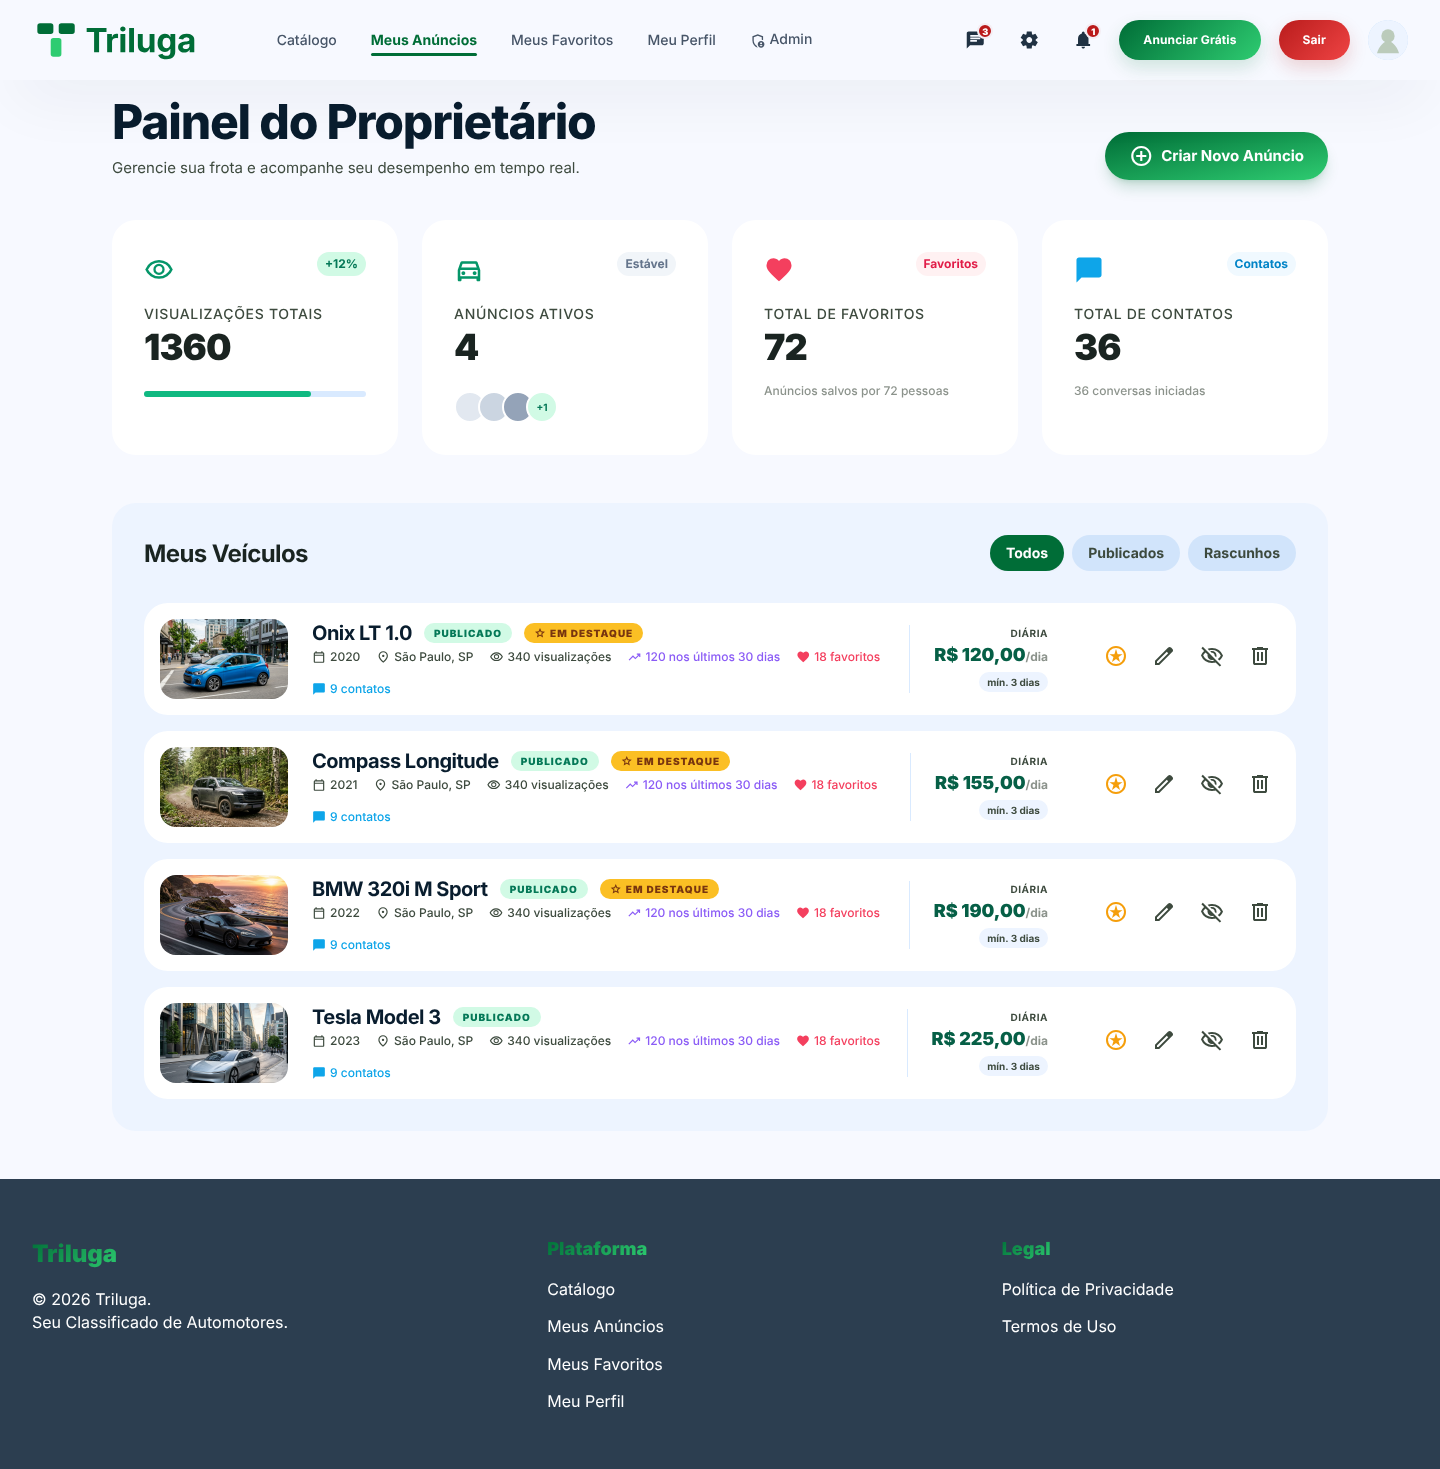 Triluga
Catálogo
Meus Anúncios
Meus Favoritos
Meu Perfil
Admin
3
1
Anunciar Grátis
Sair
Painel do Proprietário
Gerencie sua frota e acompanhe seu desempenho em tempo real.
Criar Novo Anúncio
+12%
VISUALIZAÇÕES TOTAIS
1360
Estável
ANÚNCIOS ATIVOS
4
+1
Favoritos
TOTAL DE FAVORITOS
72
Anúncios salvos por 72 pessoas
Contatos
TOTAL DE CONTATOS
36
36 conversas iniciadas
Meus Veículos
Todos
Publicados
Rascunhos
Onix LT 1.0 PUBLICADO EM DESTAQUE
2020 São Paulo, SP 340 visualizações 120 nos últimos 30 dias 18 favoritos
9 contatos
DIÁRIA
R$ 120,00/dia
mín. 3 dias
Compass Longitude PUBLICADO EM DESTAQUE
2021 São Paulo, SP 340 visualizações 120 nos últimos 30 dias 18 favoritos
9 contatos
DIÁRIA
R$ 155,00/dia
mín. 3 dias
BMW 320i M Sport PUBLICADO EM DESTAQUE
2022 São Paulo, SP 340 visualizações 120 nos últimos 30 dias 18 favoritos
9 contatos
DIÁRIA
R$ 190,00/dia
mín. 3 dias
Tesla Model 3 PUBLICADO
2023 São Paulo, SP 340 visualizações 120 nos últimos 30 dias 18 favoritos
9 contatos
DIÁRIA
R$ 225,00/dia
mín. 3 dias
Triluga
© 2026 Triluga.
Seu Classificado de Automotores.
Plataforma
Catálogo
Meus Anúncios
Meus Favoritos
Meu Perfil
Legal
Política de Privacidade
Termos de Uso